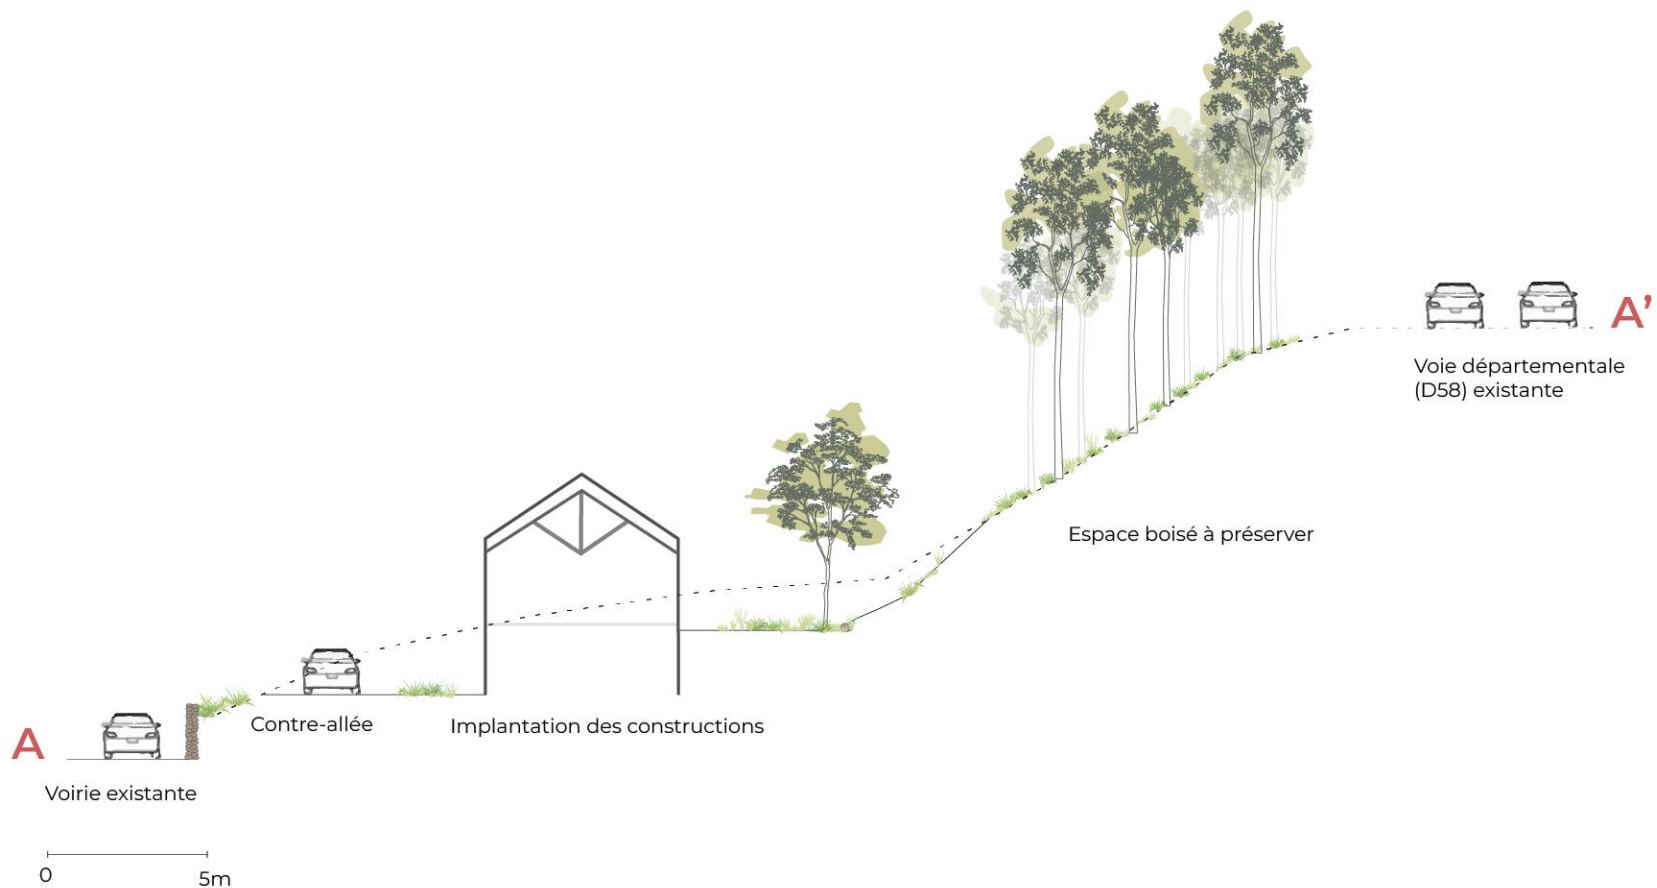 A'
Voie départementale
(D58) existante
Espace boisé à préserver
Contre-allée
Implantation des constructions
A
Voirie existante
0
5m